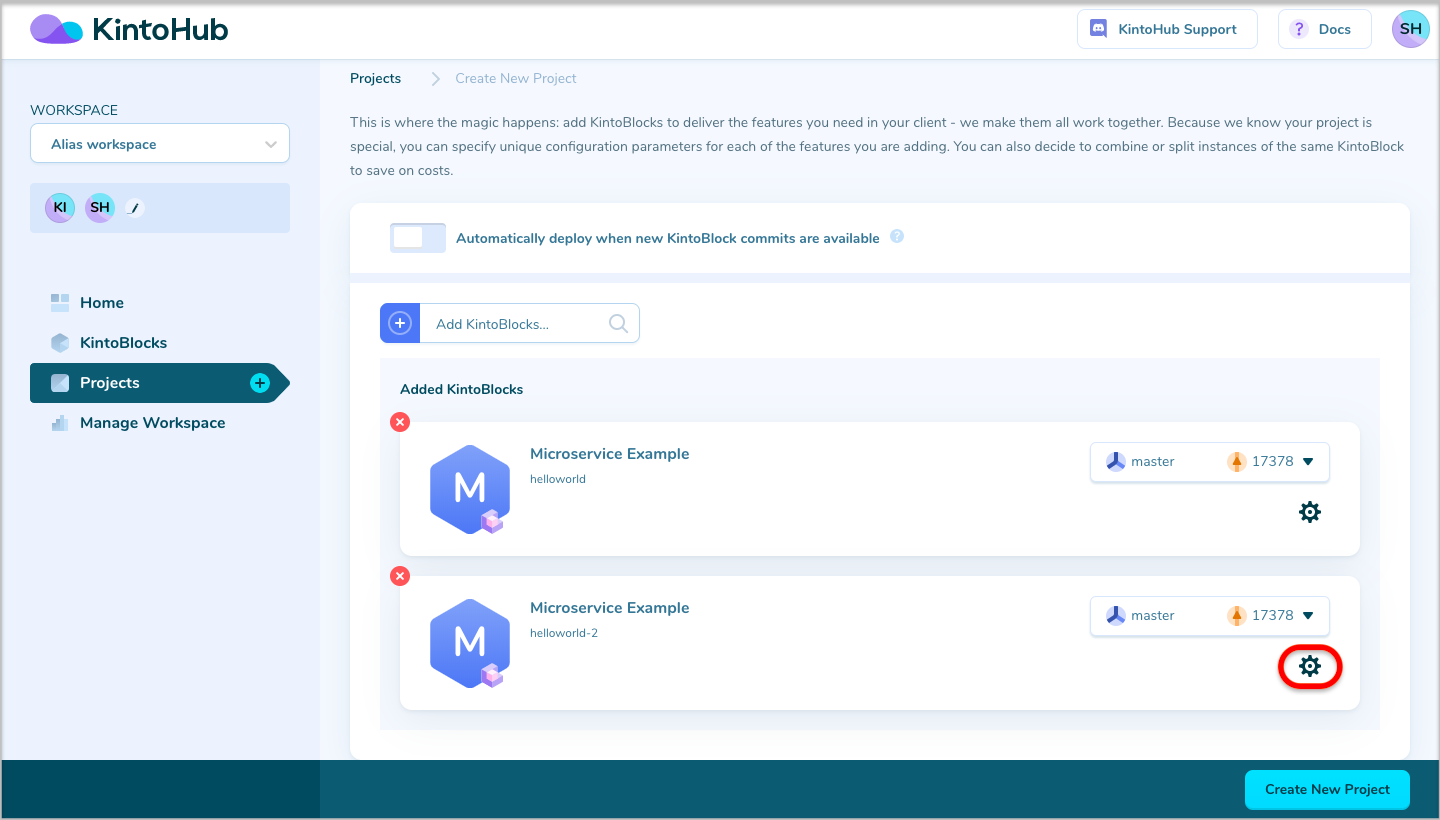 KintoHub
KintoHub Support
? Docs
SH
WORKSPACE
Alias workspace
KI SH
Home
KintoBlocks
Projects
Manage Workspace
Projects Create New Project
This is where the magic happens: add KintoBlocks to deliver the features you need in your client - we make them all work together. Because we know your project is
special, you can specify unique configuration parameters for each of the features you are adding. You can also decide to combine or split instances of the same KintoBlock
to save on costs.
Automatically deploy when new KintoBlock commits are available ?
Add KintoBlocks...
Added KintoBlocks
M
Microservice Example
helloworld
master 17378
M
Microservice Example
helloworld-2
master 17378
Create New Project